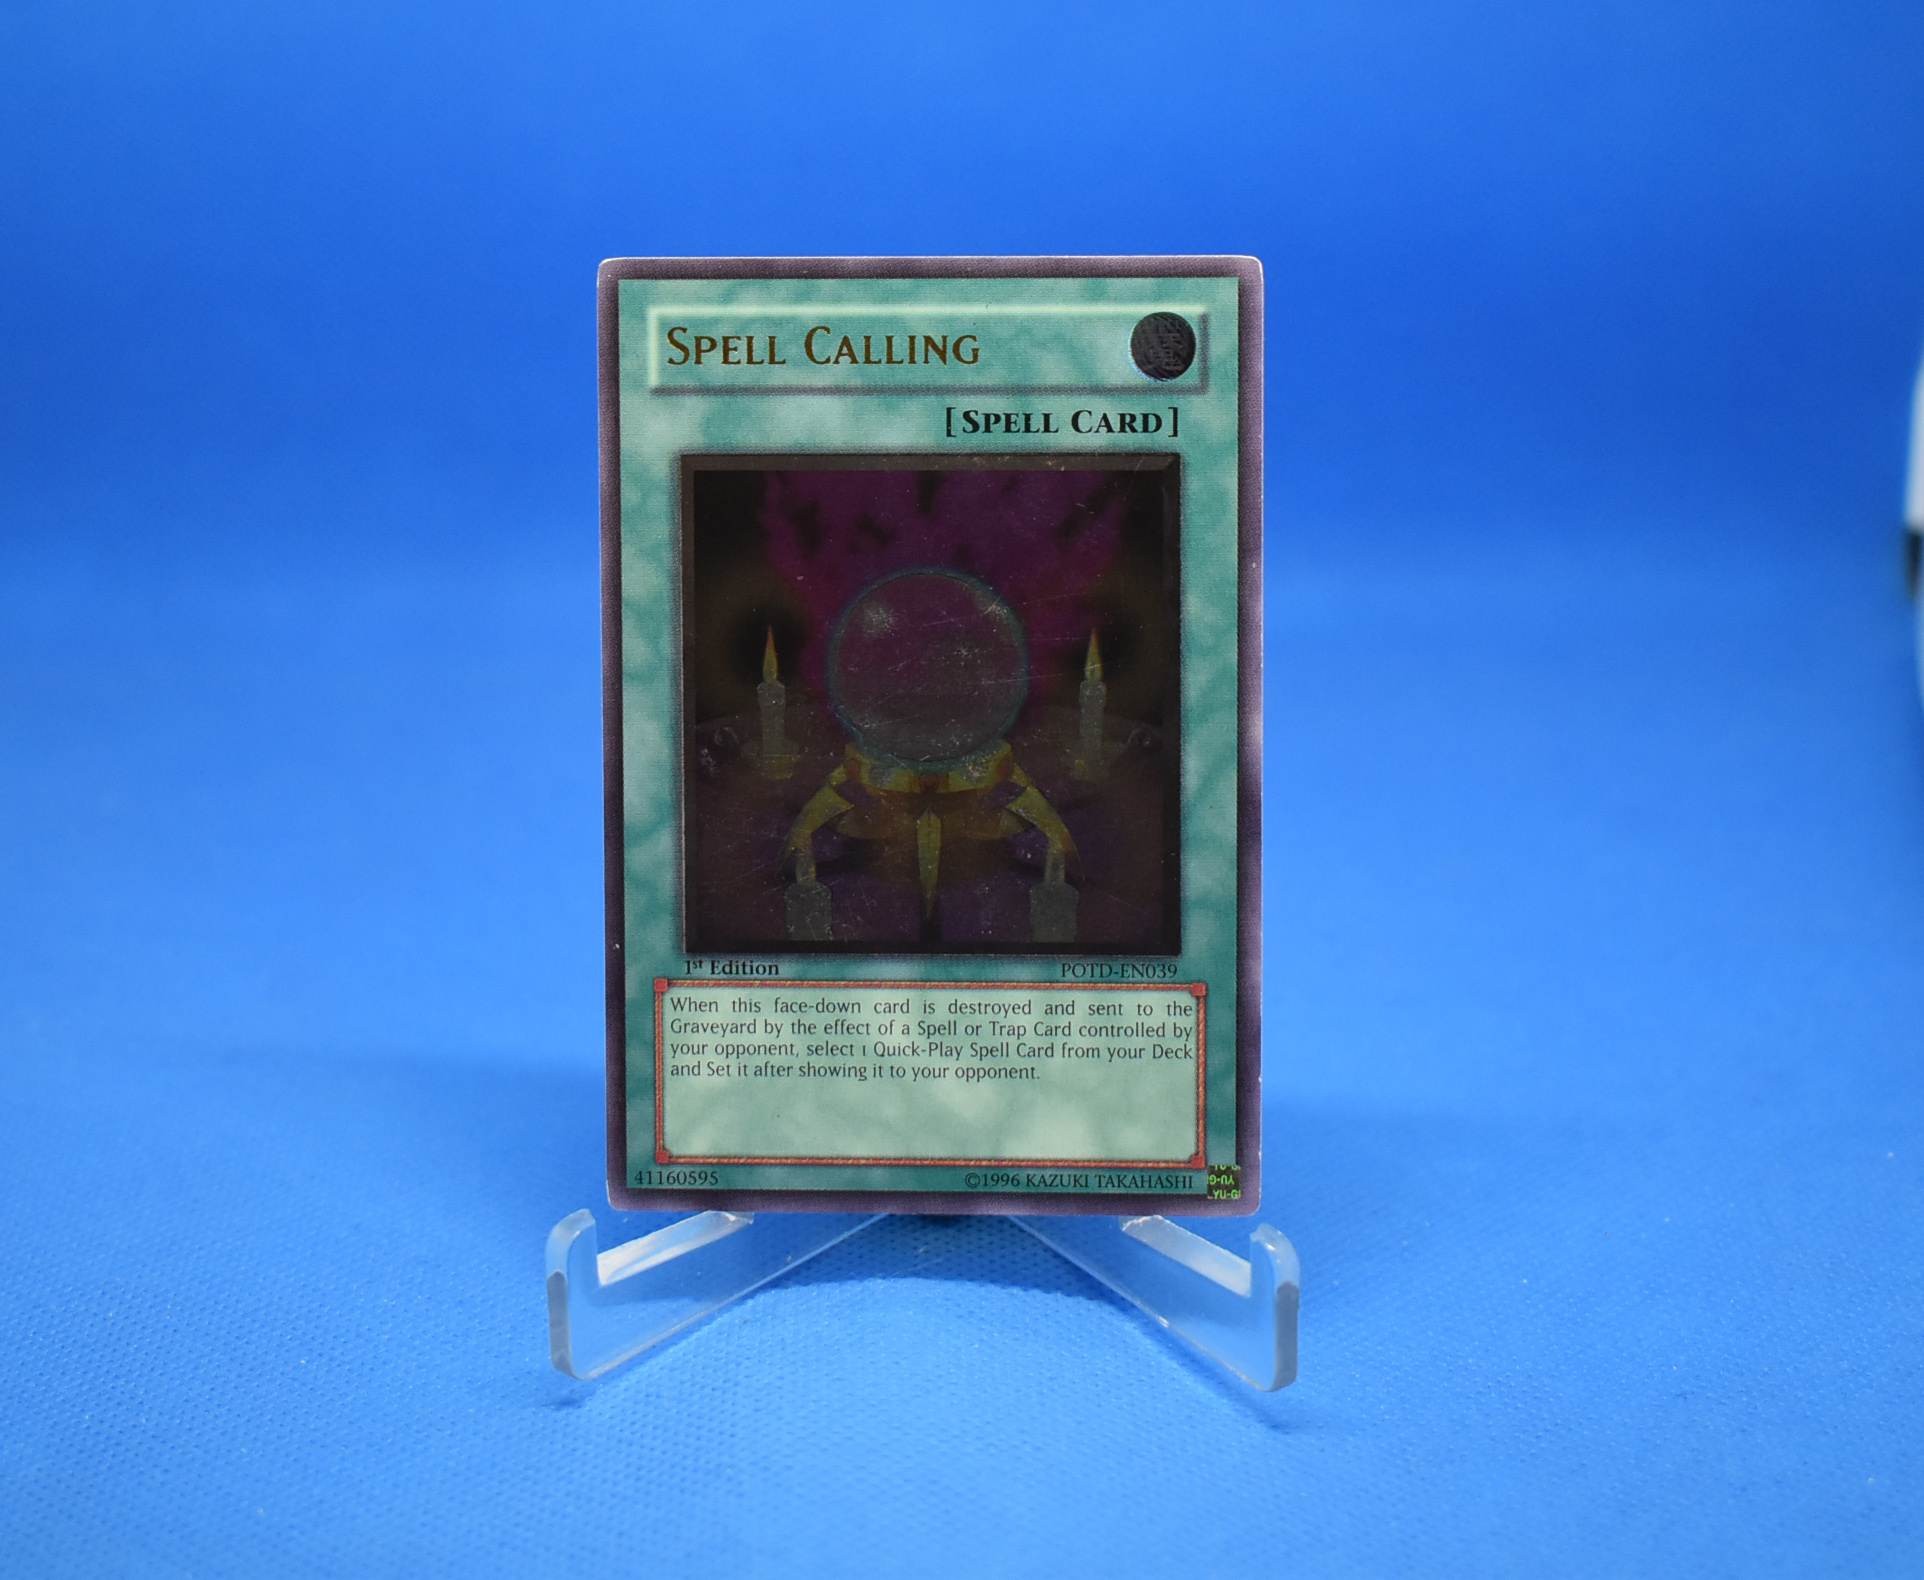 SPELL CALLING
[SPELL CARD]
1st Edition
POTD-EN039
When this face-down card is destroyed and sent to the
Graveyard by the effect of a Spell or Trap Card controlled by
your opponent, select 1 Quick-Play Spell Card from your Deck
and Set it after showing it to your opponent.
41160595
©1996 KAZUKI TAKAHASHI